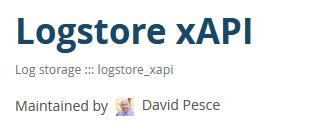 Logstore xAPI
Log storage ::: logstore_xapi
Maintained by David Pesce